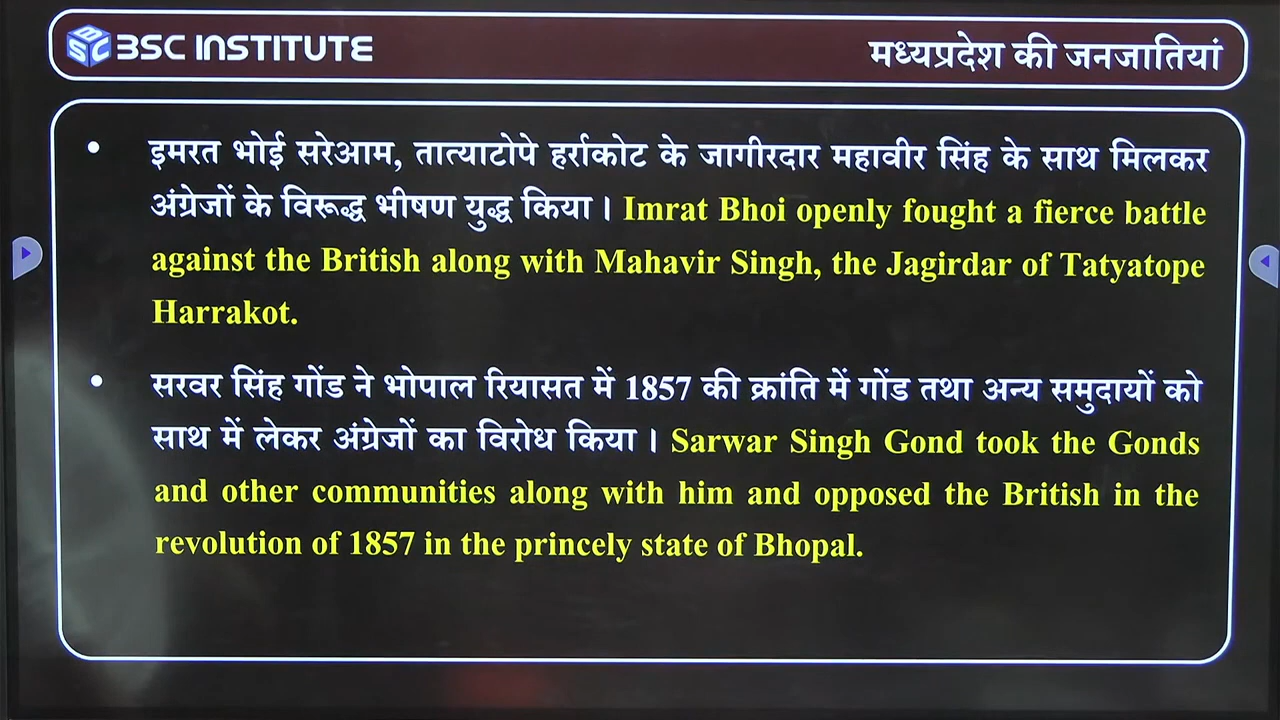 BSC INSTITUTE
मध्यप्रदेश की जनजातियां
• इमरत भोई सरेआम, तात्याटोपे हर्राकोट के जागीरदार महावीर सिंह के साथ मिलकर
अंग्रेजों के विरूद्ध भीषण युद्ध किया। Imrat Bhoi openly fought a fierce battle
against the British along with Mahavir Singh, the Jagirdar of Tatyatope
Harrakot.
• सरवर सिंह गोंड ने भोपाल रियासत में 1857 की क्रांति में गोंड तथा अन्य समुदायों को
साथ में लेकर अंग्रेजों का विरोध किया। Sarwar Singh Gond took the Gonds
and other communities along with him and opposed the British in the
revolution of 1857 in the princely state of Bhopal.